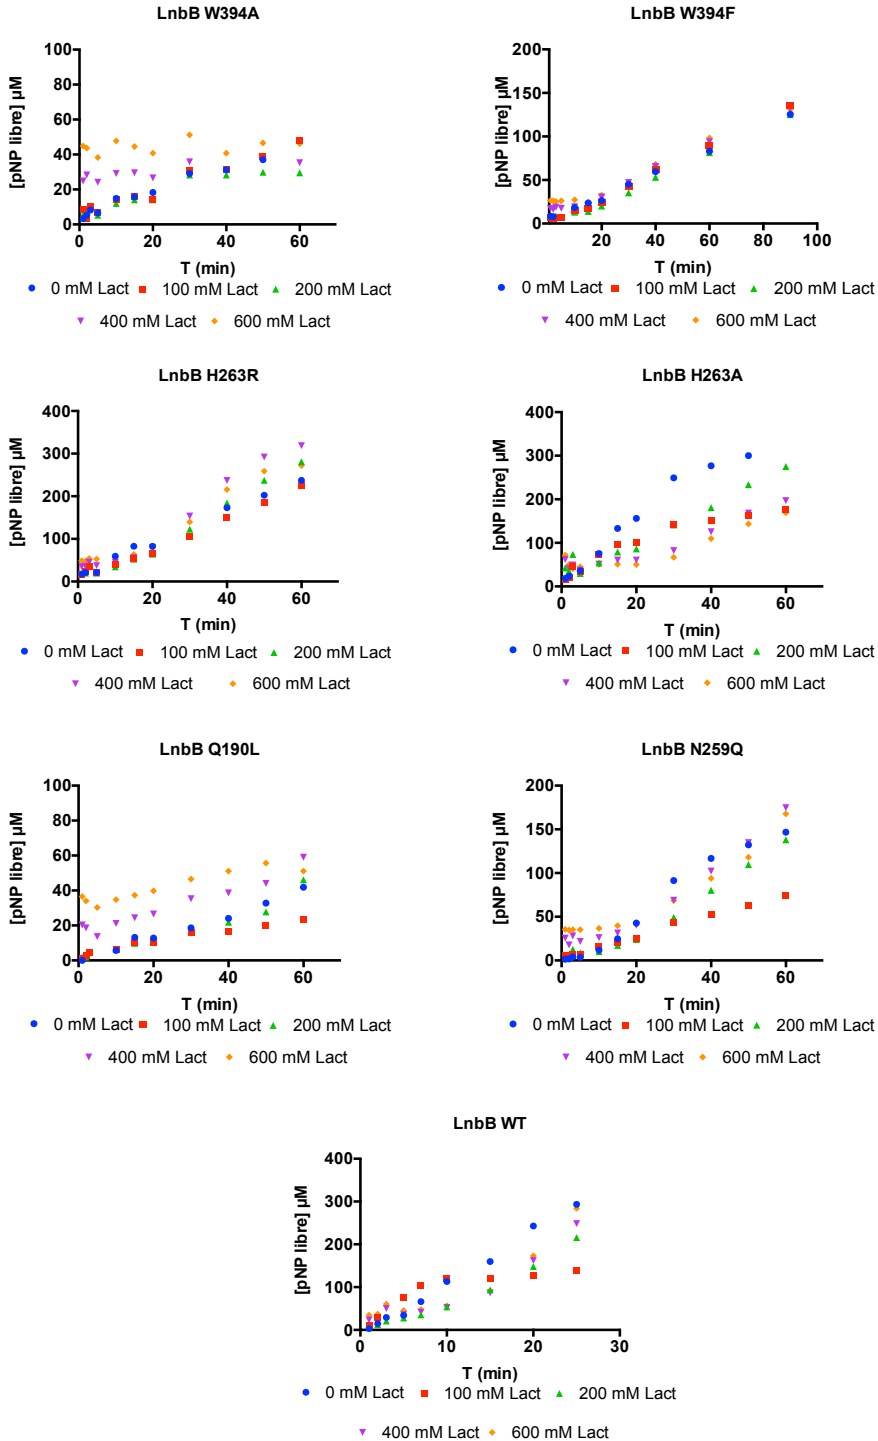 LnbB W394A
[pNP libre] µM
100
80
60
40
20
0
0 20 40 60
T (min)
0 mM Lact 100 mM Lact 200 mM Lact
400 mM Lact 600 mM Lact
LnbB W394F
[pNP libre] µM
200
150
100
50
0
20 40 60 80 100
T (min)
0 mM Lact 100 mM Lact 200 mM Lact
400 mM Lact 600 mM Lact
LnbB H263R
[pNP libre] µM
400
300
200
100
0
0 20 40 60
T (min)
0 mM Lact 100 mM Lact 200 mM Lact
400 mM Lact 600 mM Lact
LnbB H263A
[pNP libre] µM
400
300
200
100
0
0 20 40 60
T (min)
0 mM Lact 100 mM Lact 200 mM Lact
400 mM Lact 600 mM Lact
LnbB Q190L
[pNP libre] µM
100
80
60
40
20
0
0 20 40 60
T (min)
0 mM Lact 100 mM Lact 200 mM Lact
400 mM Lact 600 mM Lact
LnbB N259Q
[pNP libre] µM
200
150
100
50
0
0 20 40 60
T (min)
0 mM Lact 100 mM Lact 200 mM Lact
400 mM Lact 600 mM Lact
LnbB WT
[pNP libre] µM
400
300
200
100
0
0 10 20 30
T (min)
0 mM Lact 100 mM Lact 200 mM Lact
400 mM Lact 600 mM Lact